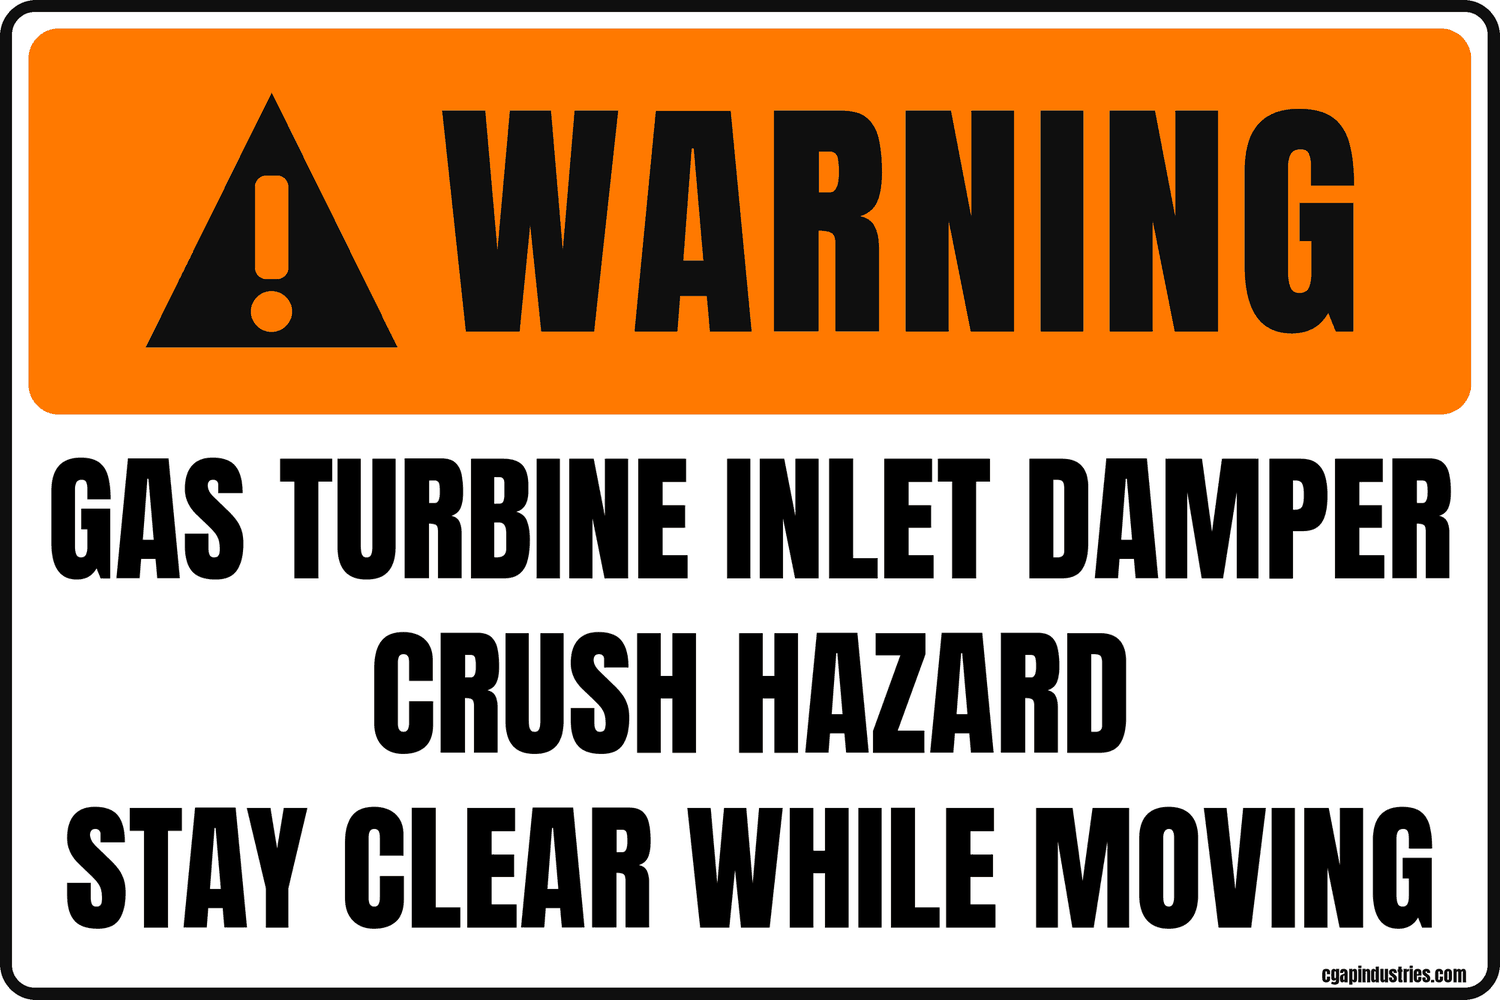 WARNING
GAS TURBINE INLET DAMPER
CRUSH HAZARD
STAY CLEAR WHILE MOVING
cgapindustries.com